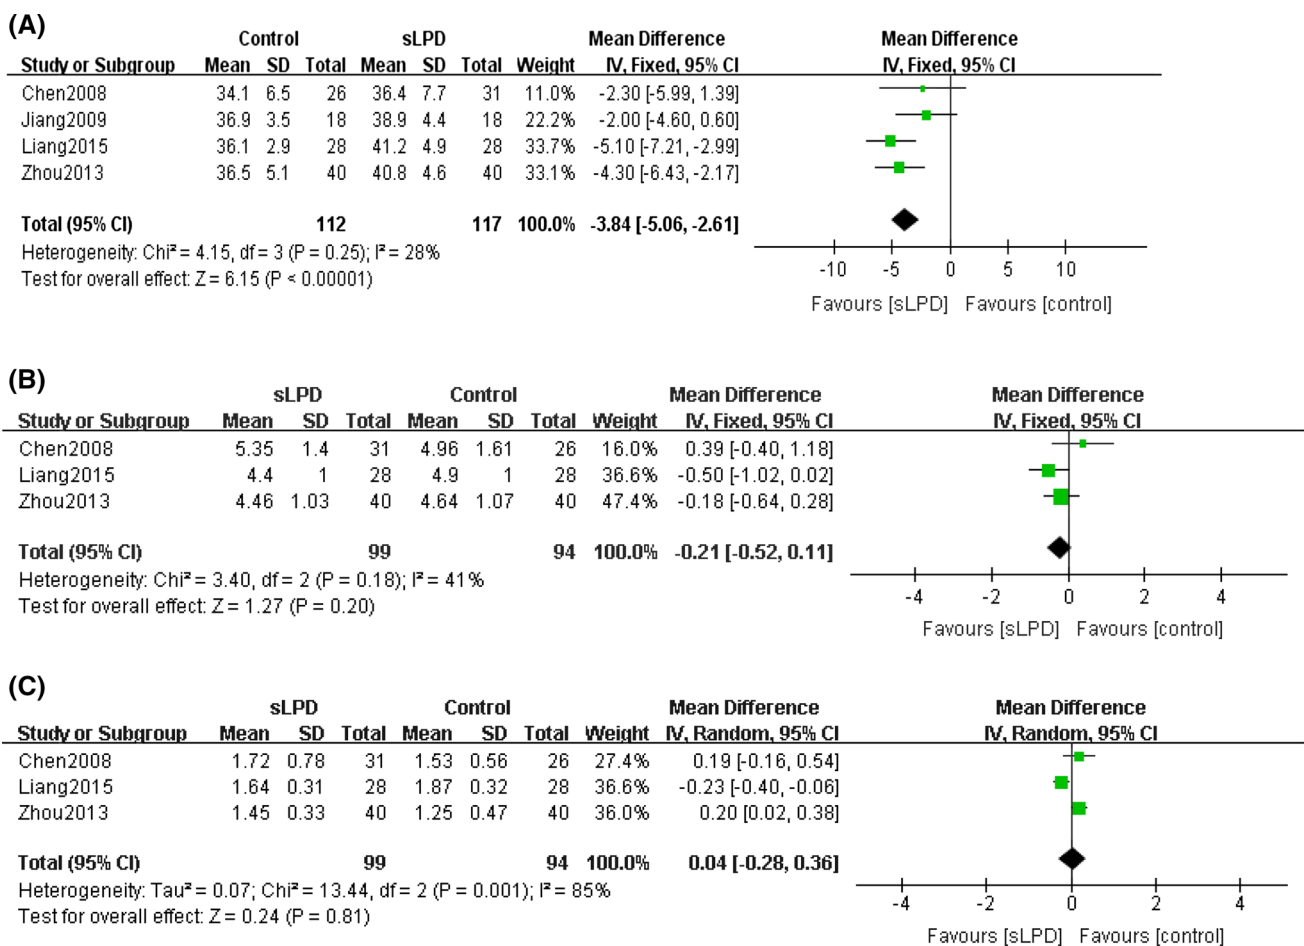 (A)
Control sLPD Mean Difference Mean Difference
Study or Subgroup Mean SD Total Mean SD Total Weight IV, Fixed, 95% CI IV, Fixed, 95% CI
Chen2008 34.1 6.5 26 36.4 7.7 31 11.0% -2.30 [-5.99, 1.39]
Jiang2009 36.9 3.5 18 38.9 4.4 18 22.2% -2.00 [-4.60, 0.60]
Liang2015 36.1 2.9 28 41.2 4.9 28 33.7% -5.10 [-7.21, -2.99]
Zhou2013 36.5 5.1 40 40.8 4.6 40 33.1% -4.30 [-6.43, -2.17]
Total (95% CI) 112 117 100.0% -3.84 [-5.06, -2.61]
Heterogeneity: Chi² = 4.15, df = 3 (P = 0.25); I² = 28%
Test for overall effect: Z = 6.15 (P < 0.00001)
-10 -5 0 5 10
Favours [sLPD] Favours [control]
(B)
sLPD Control Mean Difference Mean Difference
Study or Subgroup Mean SD Total Mean SD Total Weight IV, Fixed, 95% CI IV, Fixed, 95% CI
Chen2008 5.35 1.4 31 4.96 1.61 26 16.0% 0.39 [-0.40, 1.18]
Liang2015 4.4 1 28 4.9 1 28 36.6% -0.50 [-1.02, 0.02]
Zhou2013 4.46 1.03 40 4.64 1.07 40 47.4% -0.18 [-0.64, 0.28]
Total (95% CI) 99 94 100.0% -0.21 [-0.52, 0.11]
Heterogeneity: Chi² = 3.40, df = 2 (P = 0.18); I² = 41%
Test for overall effect: Z = 1.27 (P = 0.20)
-4 -2 0 2 4
Favours [sLPD] Favours [control]
(C)
sLPD Control Mean Difference Mean Difference
Study or Subgroup Mean SD Total Mean SD Total Weight IV, Random, 95% CI IV, Random, 95% CI
Chen2008 1.72 0.78 31 1.53 0.56 26 27.4% 0.19 [-0.16, 0.54]
Liang2015 1.64 0.31 28 1.87 0.32 28 36.6% -0.23 [-0.40, -0.06]
Zhou2013 1.45 0.33 40 1.25 0.47 40 36.0% 0.20 [0.02, 0.38]
Total (95% CI) 99 94 100.0% 0.04 [-0.28, 0.36]
Heterogeneity: Tau² = 0.07; Chi² = 13.44, df = 2 (P = 0.001); I² = 85%
Test for overall effect: Z = 0.24 (P = 0.81)
-4 -2 0 2 4
Favours [sLPD] Favours [control]